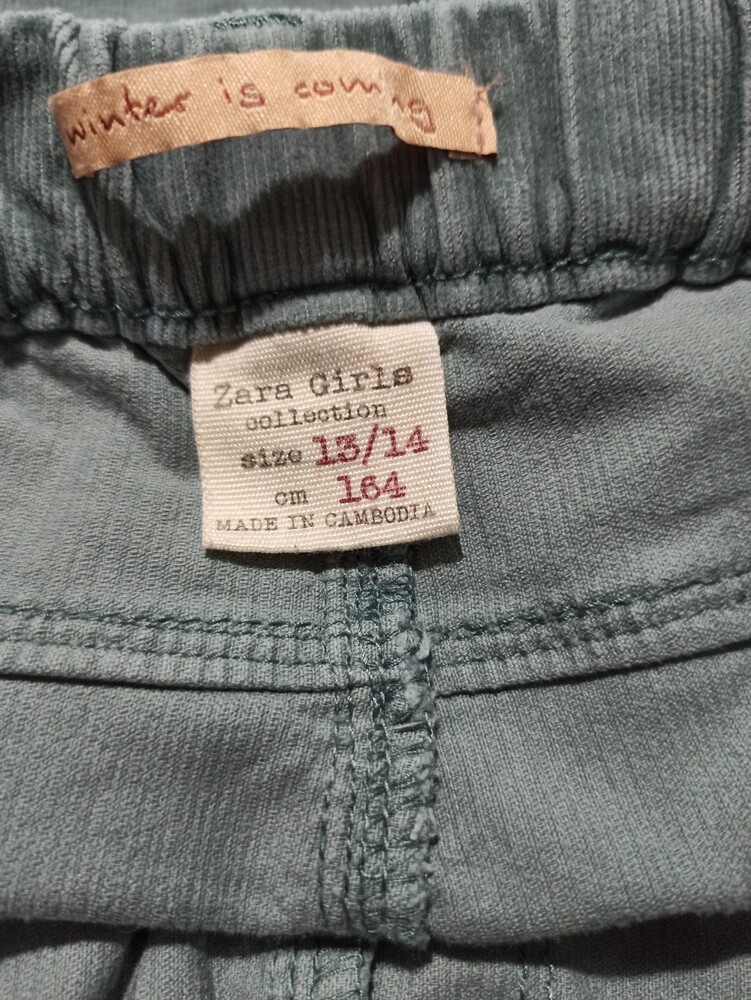 winter is coming
Zara Girls
collection
size 13/14
cm 164
MADE IN CAMBODIA